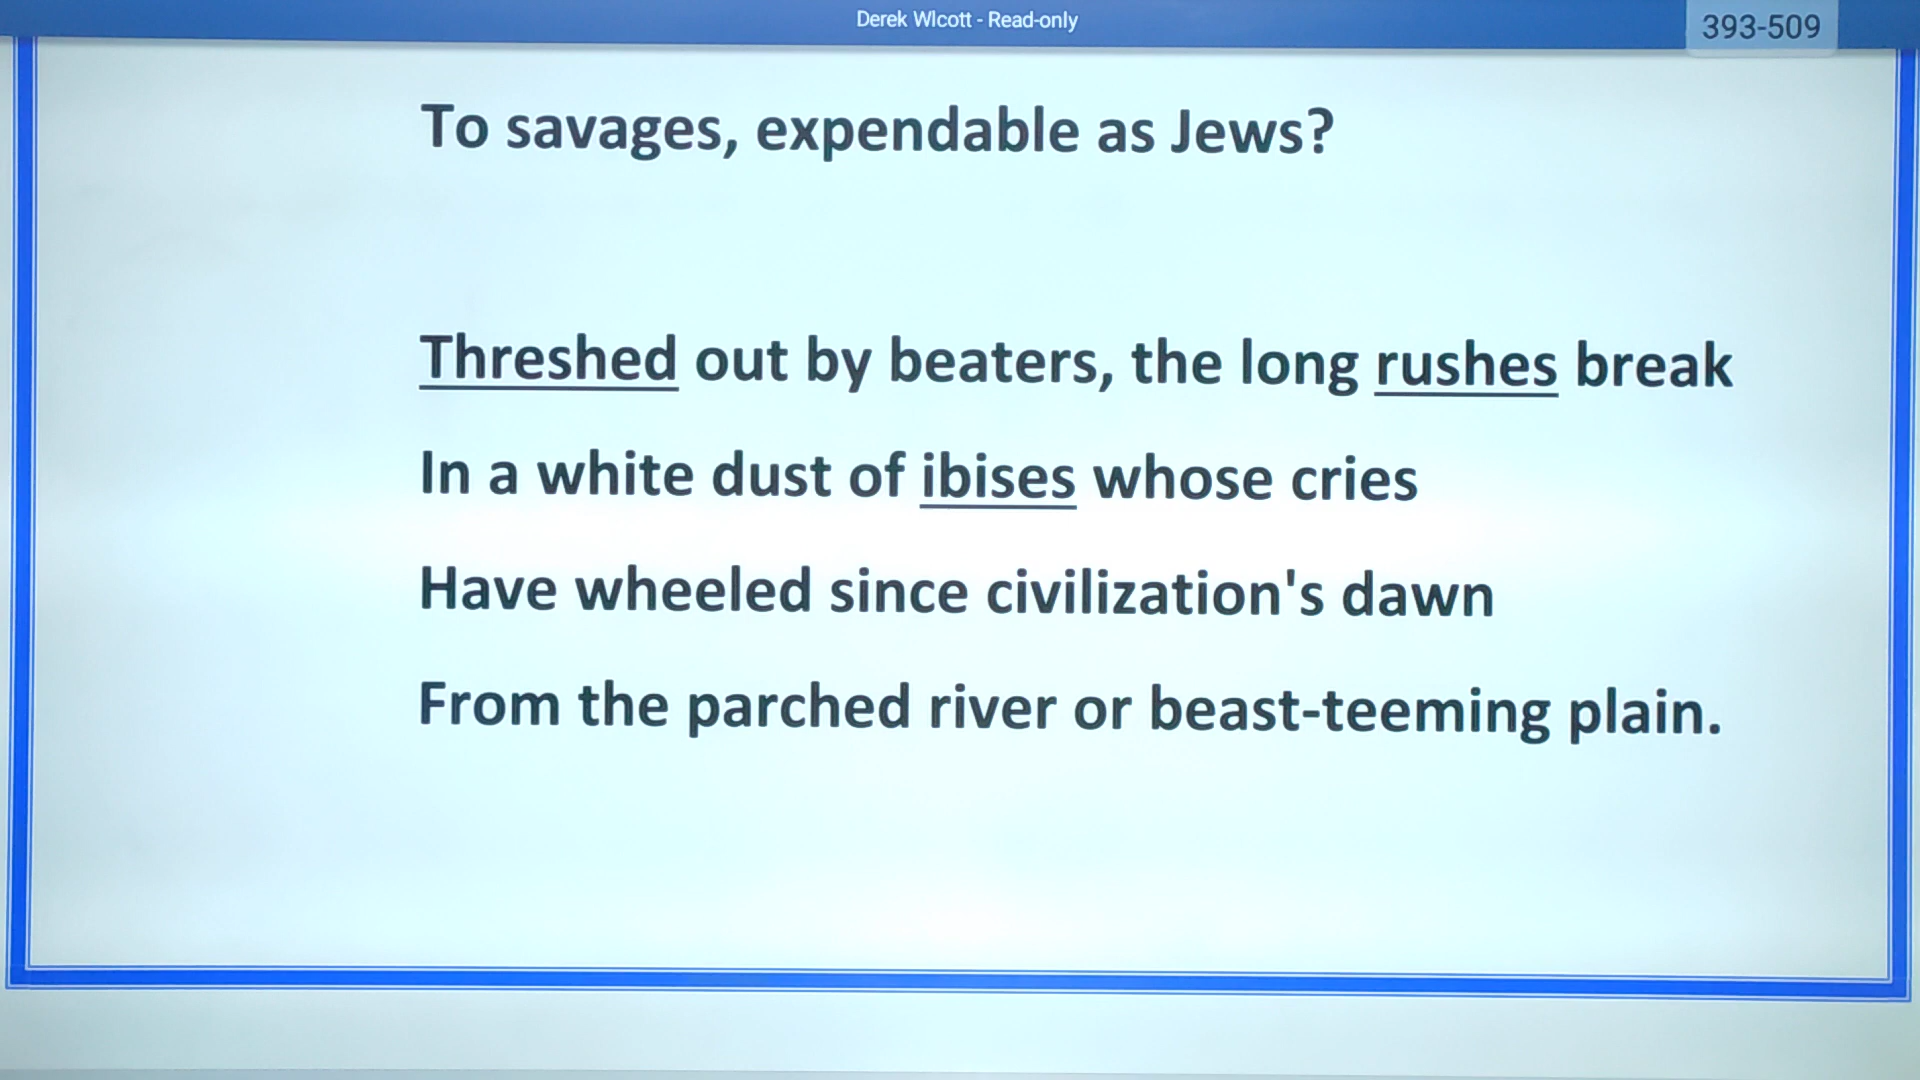 Derek Wlcott - Read-only
393-509
To savages, expendable as Jews?
Threshed out by beaters, the long rushes break
In a white dust of ibises whose cries
Have wheeled since civilization's dawn
From the parched river or beast-teeming plain.